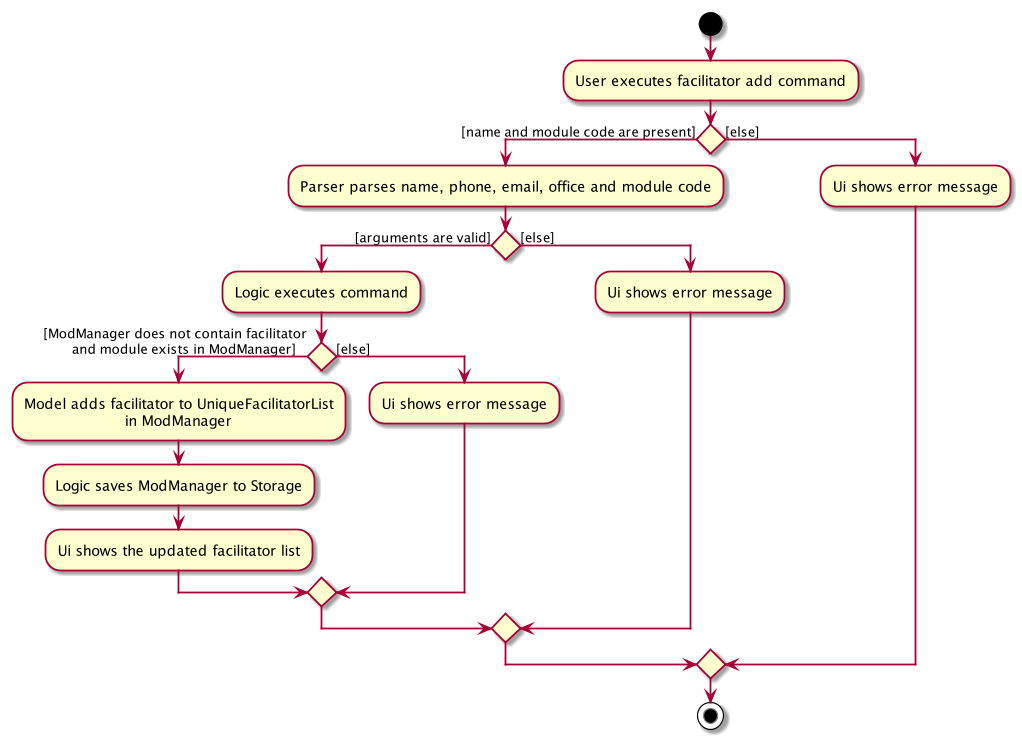 User executes facilitator add command
[name and module code are present]
[else]
Parser parses name, phone, email, office and module code
Ui shows error message
[arguments are valid]
[else]
Logic executes command
Ui shows error message
[ModManager does not contain facilitator
and module exists in ModManager]
[else]
Model adds facilitator to UniqueFacilitatorList
in ModManager
Ui shows error message
Logic saves ModManager to Storage
Ui shows the updated facilitator list